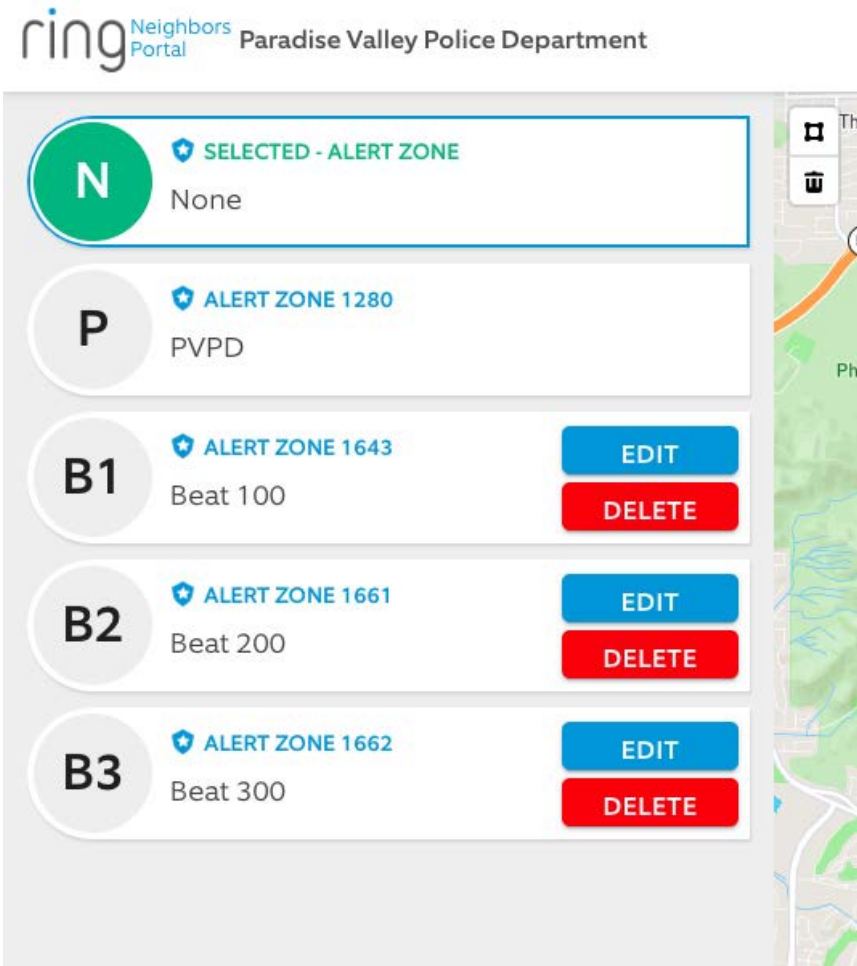 ring Neighbors Portal Paradise Valley Police Department
N
SELECTED - ALERT ZONE
None
P
ALERT ZONE 1280
PVPD
B1
ALERT ZONE 1643
Beat 100
EDIT
DELETE
B2
ALERT ZONE 1661
Beat 200
EDIT
DELETE
B3
ALERT ZONE 1662
Beat 300
EDIT
DELETE
Th
Ph